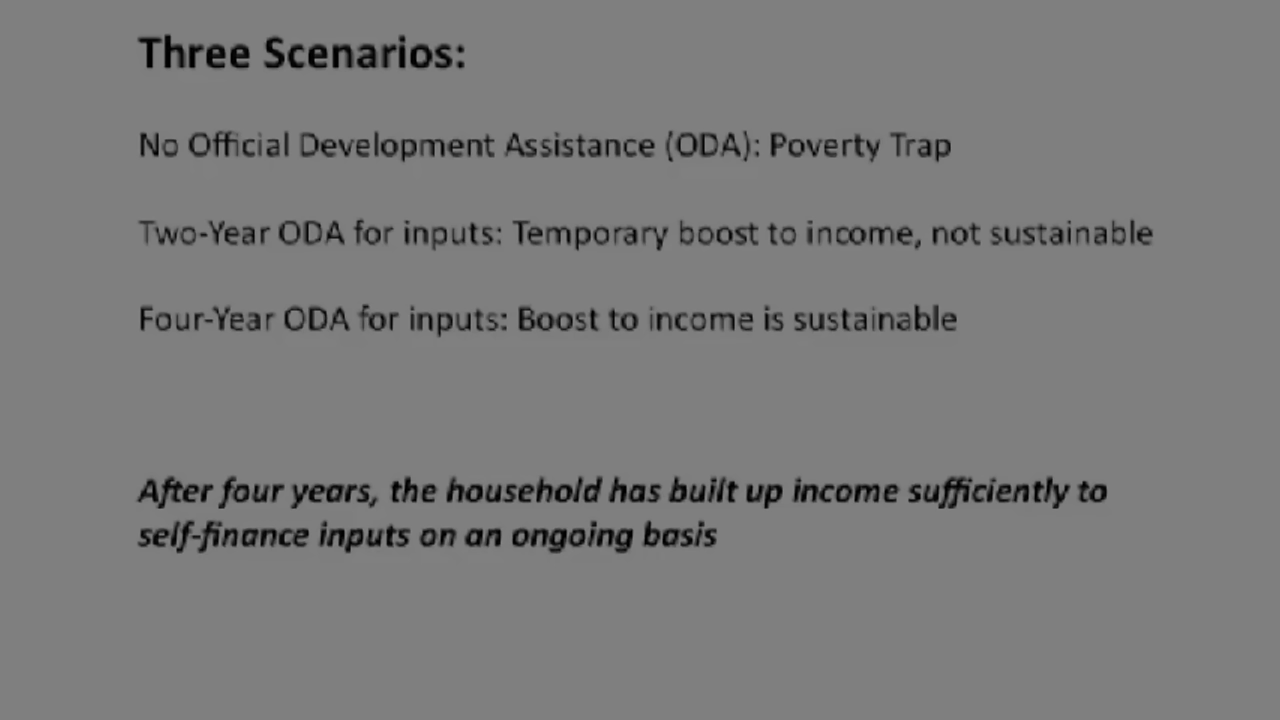 Three Scenarios:
No Official Development Assistance (ODA): Poverty Trap
Two-Year ODA for inputs: Temporary boost to income, not sustainable
Four-Year ODA for inputs: Boost to income is sustainable
After four years, the household has built up income sufficiently to
self-finance inputs on an ongoing basis